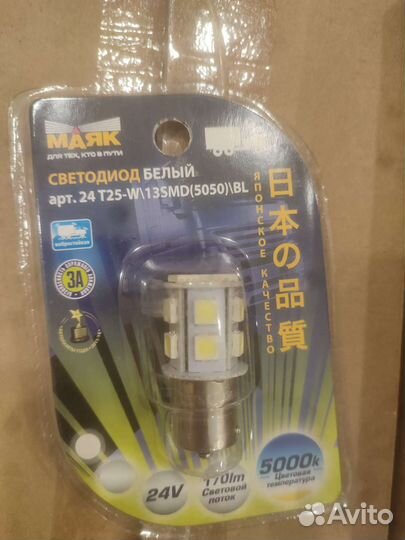 МАЯК
ДЛЯ ТЕХ, КТО В ПУТИ
СВЕТОДИОД БЕЛЫЙ
арт. 24 T25-W\13SMD(5050)\BL
日本の品質
ЯПОНСКОЕ КАЧЕСТВО
ЗА
24V
170lm
Световой
поток
5000k
Цветовая
температура
Avito